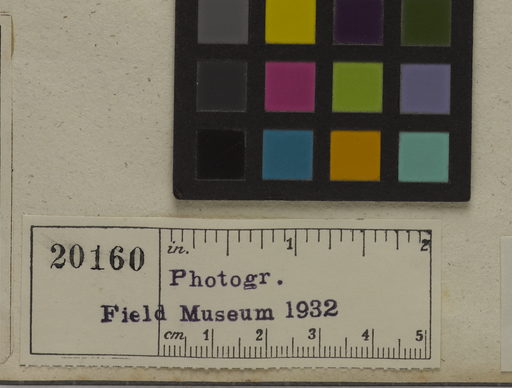 in. 1 2
20160
Photogr.
Field Museum 1932
cm 1 2 3 4 5